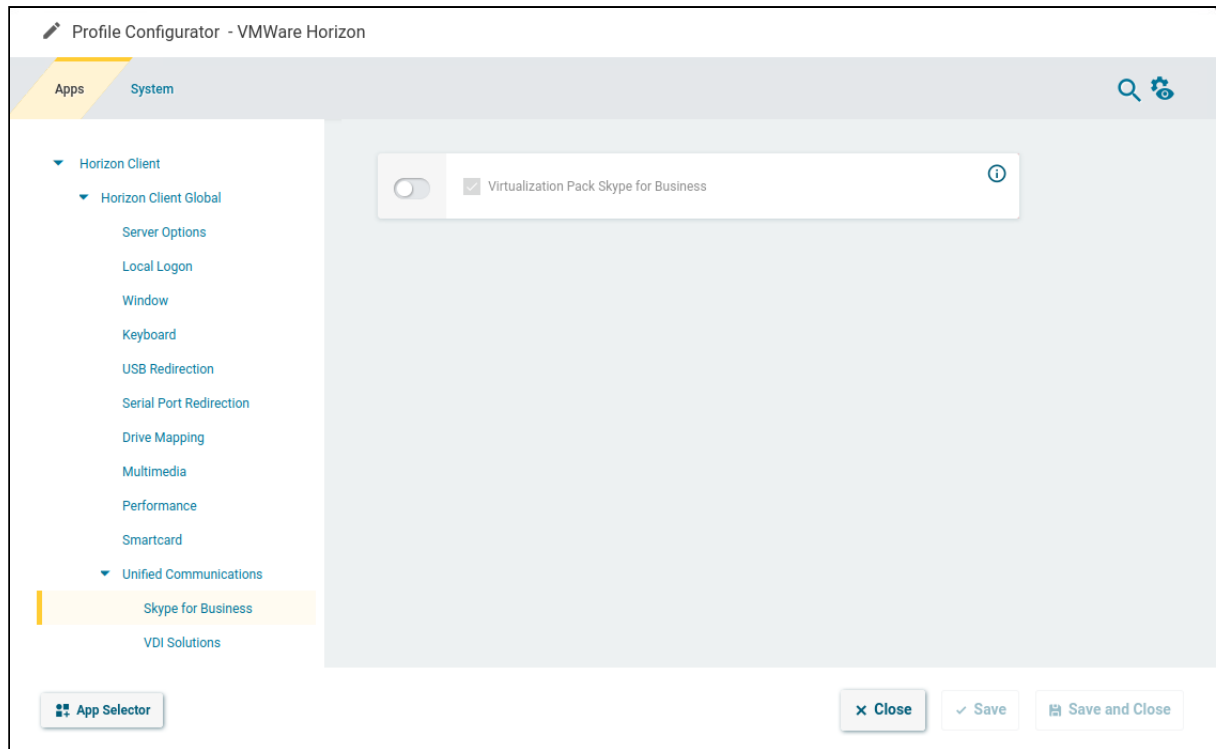 Profile Configurator - VMWare Horizon
Apps
System
Horizon Client
Horizon Client Global
Server Options
Local Logon
Window
Keyboard
USB Redirection
Serial Port Redirection
Drive Mapping
Multimedia
Performance
Smartcard
Unified Communications
Skype for Business
VDI Solutions
Virtualization Pack Skype for Business
App Selector
Close
Save
Save and Close